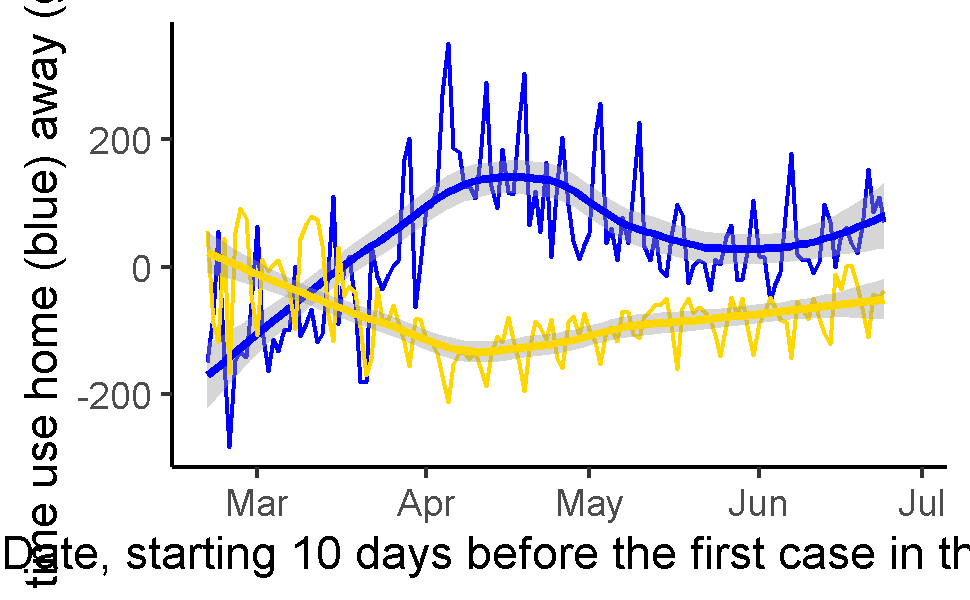 time use home (blue) away (
200
0
-200
Mar Apr May Jun Jul
Date, starting 10 days before the first case in th